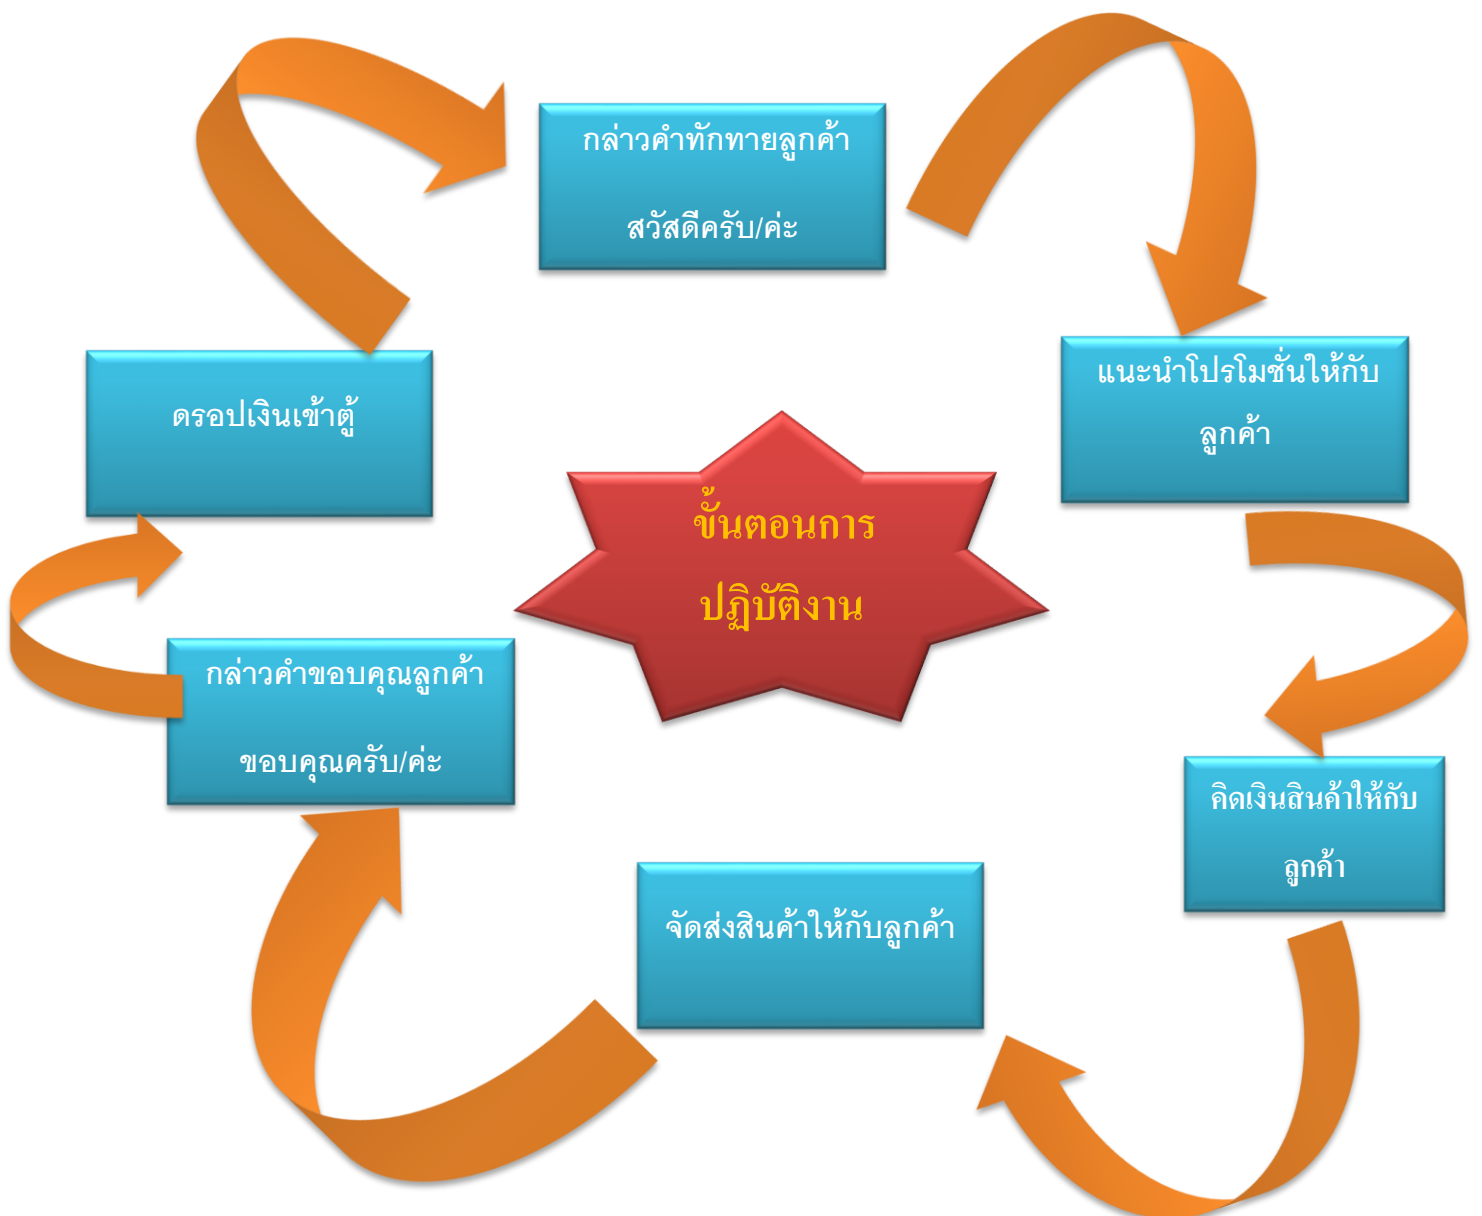 กล่าวคำทักทายลูกค้า
สวัสดีครับ/ค่ะ
แนะนำโปรโมชั่นให้กับ
ลูกค้า
คิดเงินสินค้าให้กับ
ลูกค้า
จัดส่งสินค้าให้กับลูกค้า
กล่าวคำขอบคุณลูกค้า
ขอบคุณครับ/ค่ะ
ดรอปเงินเข้าตู้
ขั้นตอนการ
ปฏิบัติงาน